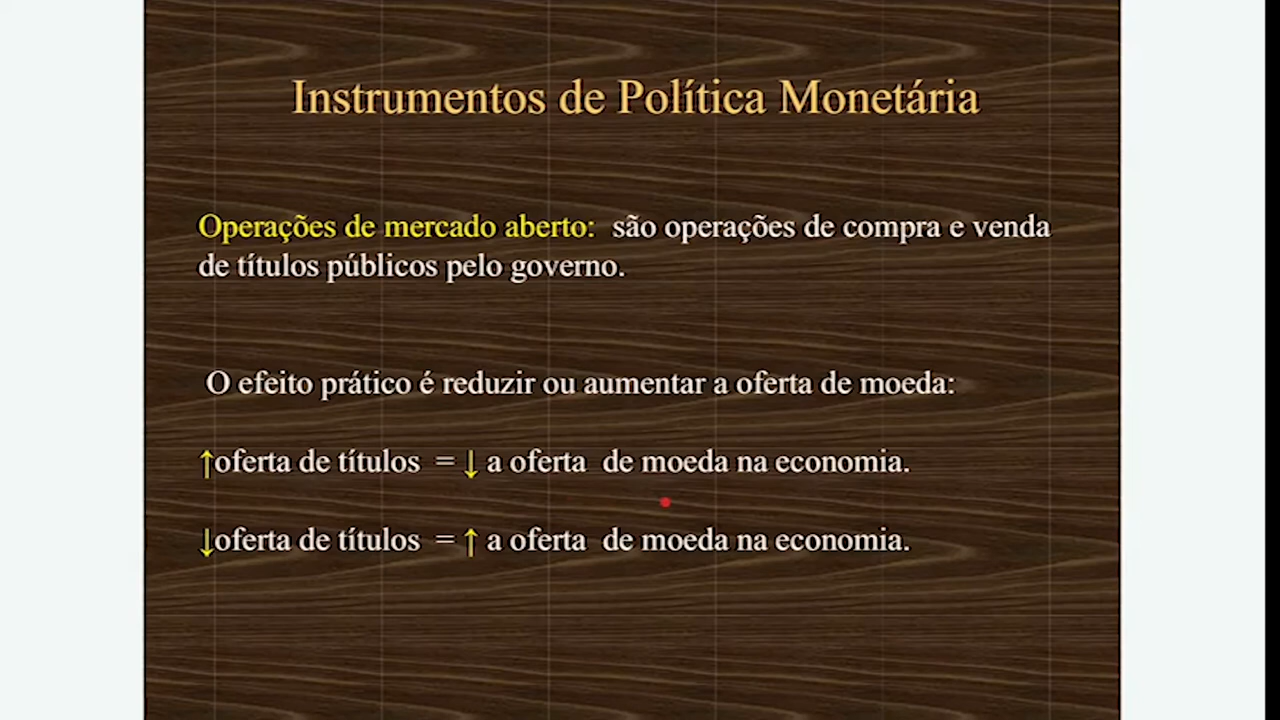 Instrumentos de Política Monetária
Operações de mercado aberto: são operações de compra e venda
de títulos públicos pelo governo.
O efeito prático é reduzir ou aumentar a oferta de moeda:
↑oferta de títulos = ↓ a oferta de moeda na economia.
↓oferta de títulos = ↑ a oferta de moeda na economia.